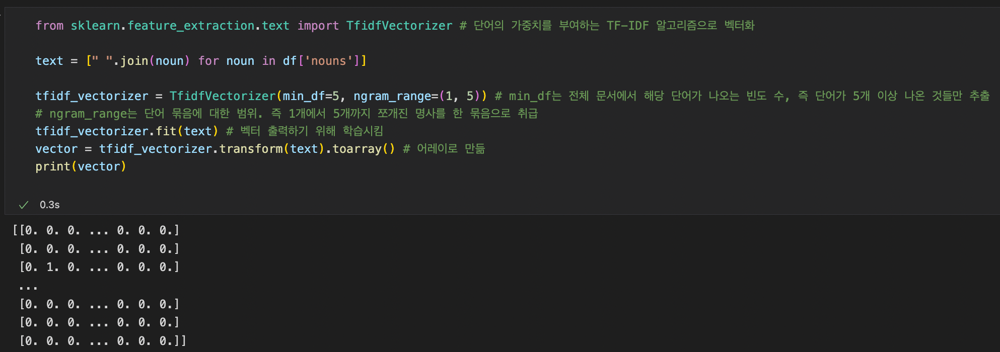 from sklearn.feature_extraction.text import TfidfVectorizer # 단어의 가중치를 부여하는 TF-IDF 알고리즘으로 벡터화
text = [" ".join(noun) for noun in df['nouns']]
tfidf_vectorizer = TfidfVectorizer(min_df=5, ngram_range=(1, 5)) # min_df는 전체 문서에서 해당 단어가 나오는 빈도 수, 즉 단어가 5개 이상 나온 것들만 추출
# ngram_range는 단어 묶음에 대한 범위. 즉 1개에서 5개까지 쪼개진 명사를 한 묶음으로 취급
tfidf_vectorizer.fit(text) # 벡터 출력하기 위해 학습시킴
vector = tfidf_vectorizer.transform(text).toarray() # 어레이로 만듦
print(vector)
0.3s
[[0. 0. 0. ... 0. 0. 0.]
[0. 0. 0. ... 0. 0. 0.]
[0. 1. 0. ... 0. 0. 0.]
...
[0. 0. 0. ... 0. 0. 0.]
[0. 0. 0. ... 0. 0. 0.]
[0. 0. 0. ... 0. 0. 0.]]